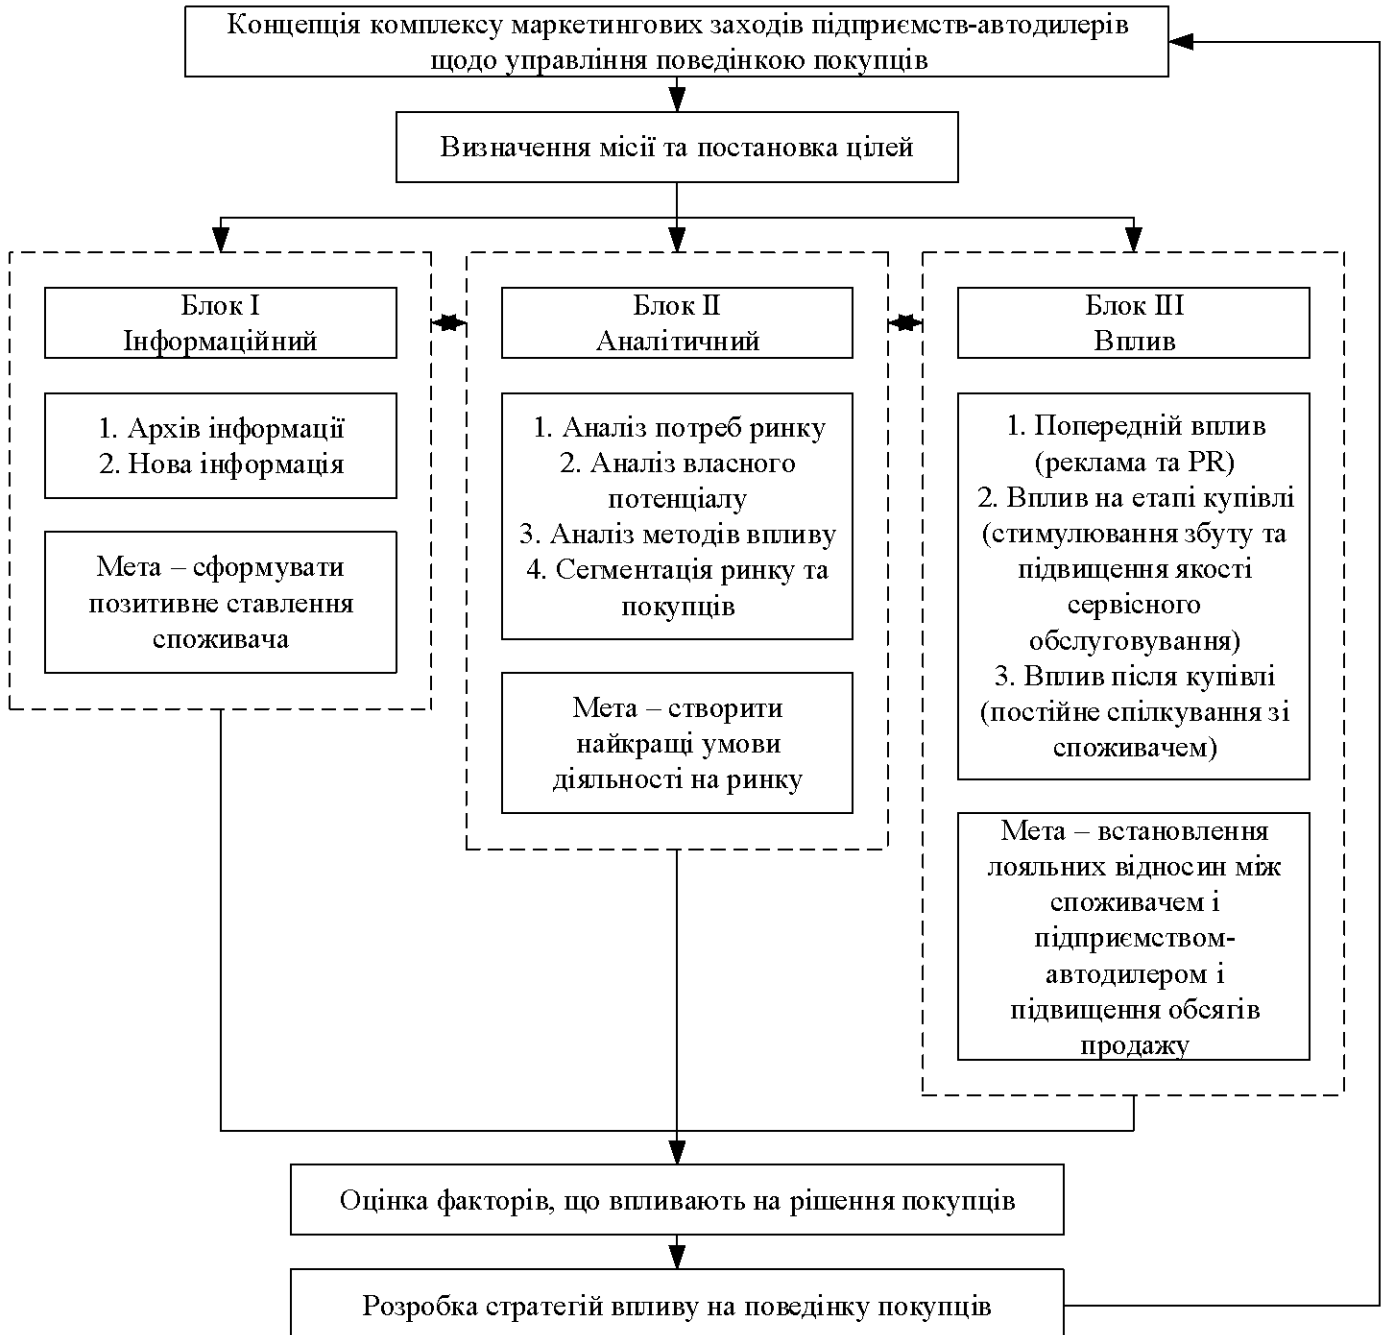 Концепція комплексу маркетингових заходів підприємств-автодилерів
щодо управління поведінкою покупців
Визначення місії та постановка цілей
Блок I
Інформаційний
1. Архів інформації
2. Нова інформація
Мета – сформувати
позитивне ставлення
споживача
Блок II
Аналітичний
1. Аналіз потреб ринку
2. Аналіз власного
потенціалу
3. Аналіз методів впливу
4. Сегментація ринку та
покупців
Мета – створити
найкращі умови
діяльності на ринку
Блок III
Вплив
1. Попередній вплив
(реклама та PR)
2. Вплив на етапі купівлі
(стимулювання збуту та
підвищення якості
сервісного
обслуговування)
3. Вплив після купівлі
(постійне спілкування зі
споживачем)
Мета – встановлення
лояльних відносин між
споживачем і
підприємством-
автодилером і
підвищення обсягів
продажу
Оцінка факторів, що впливають на рішення покупців
Розробка стратегій впливу на поведінку покупців